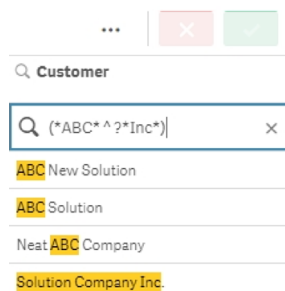 ...
Customer
(*ABC* ^ ?*Inc*)
ABC New Solution
ABC Solution
Neat ABC Company
Solution Company Inc.